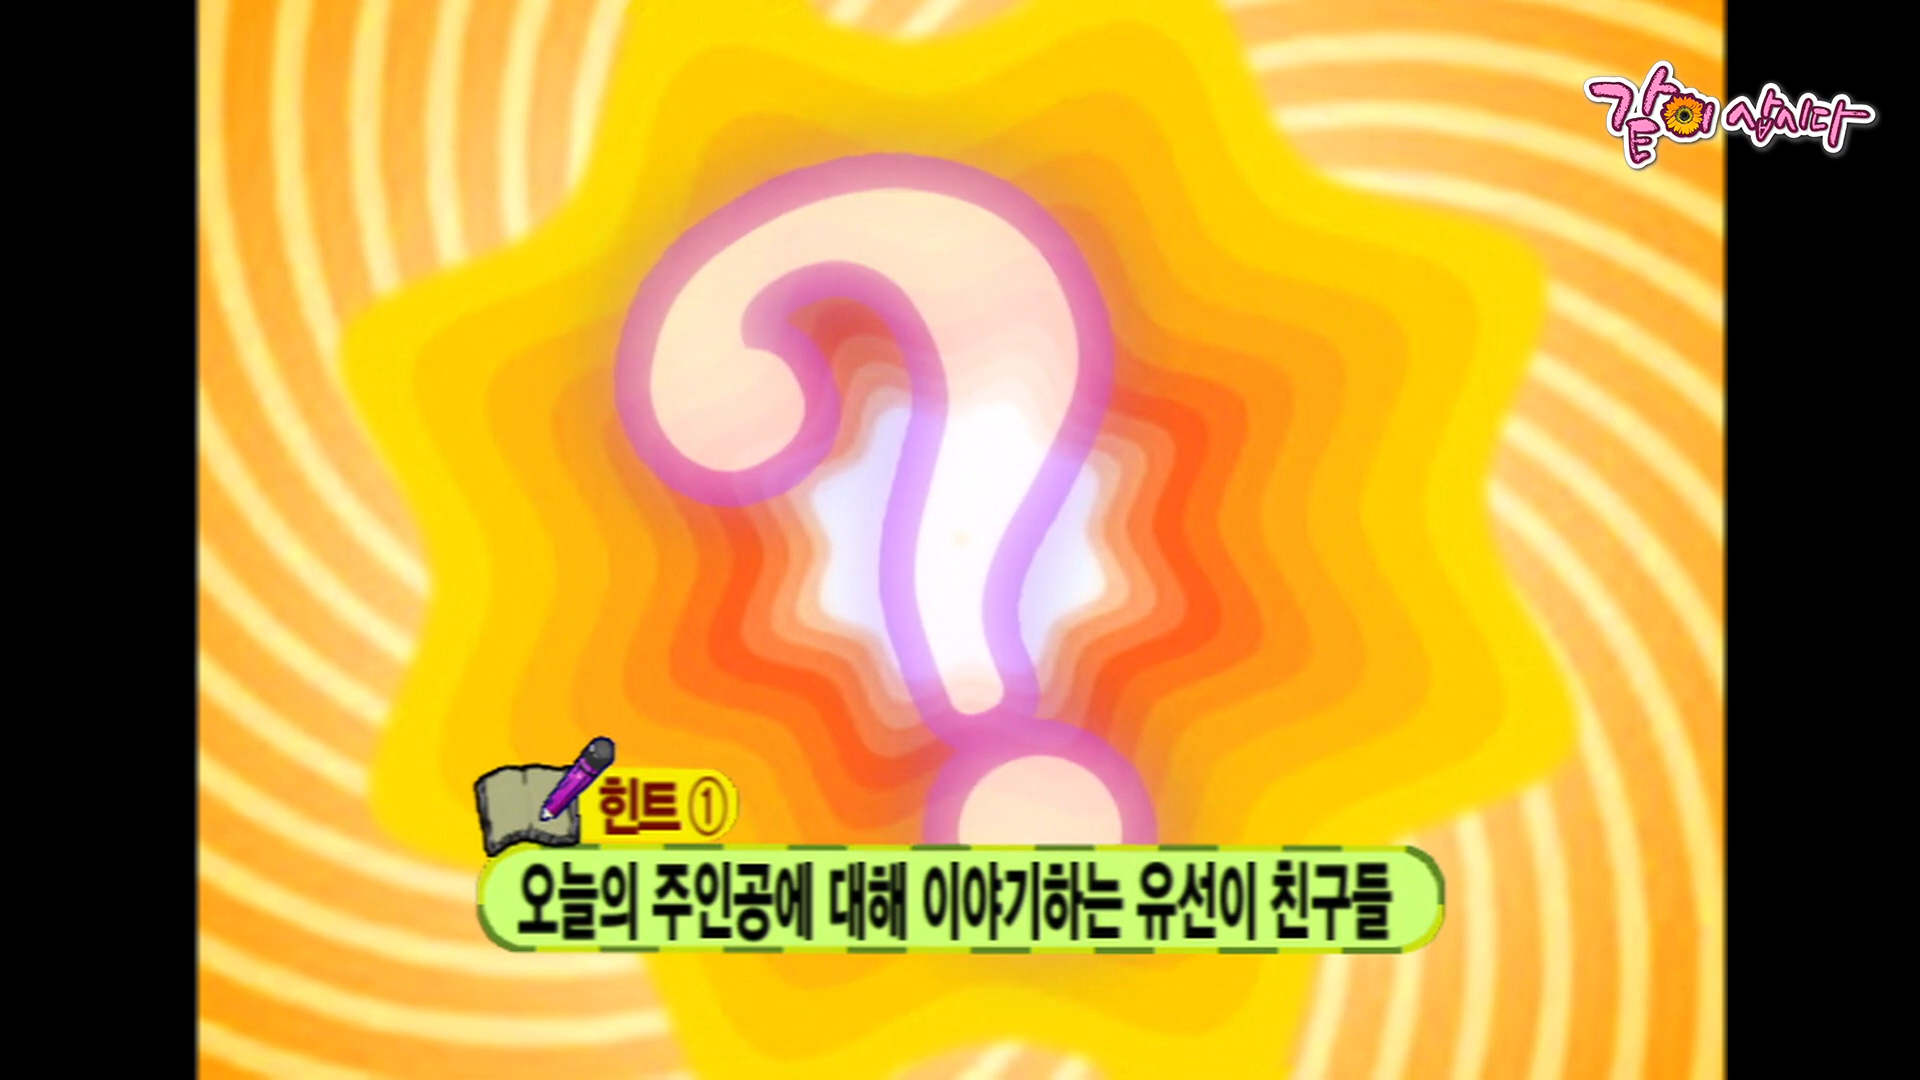 같이 삽시다
힌트 ①
오늘의 주인공에 대해 이야기하는 유선이 친구들